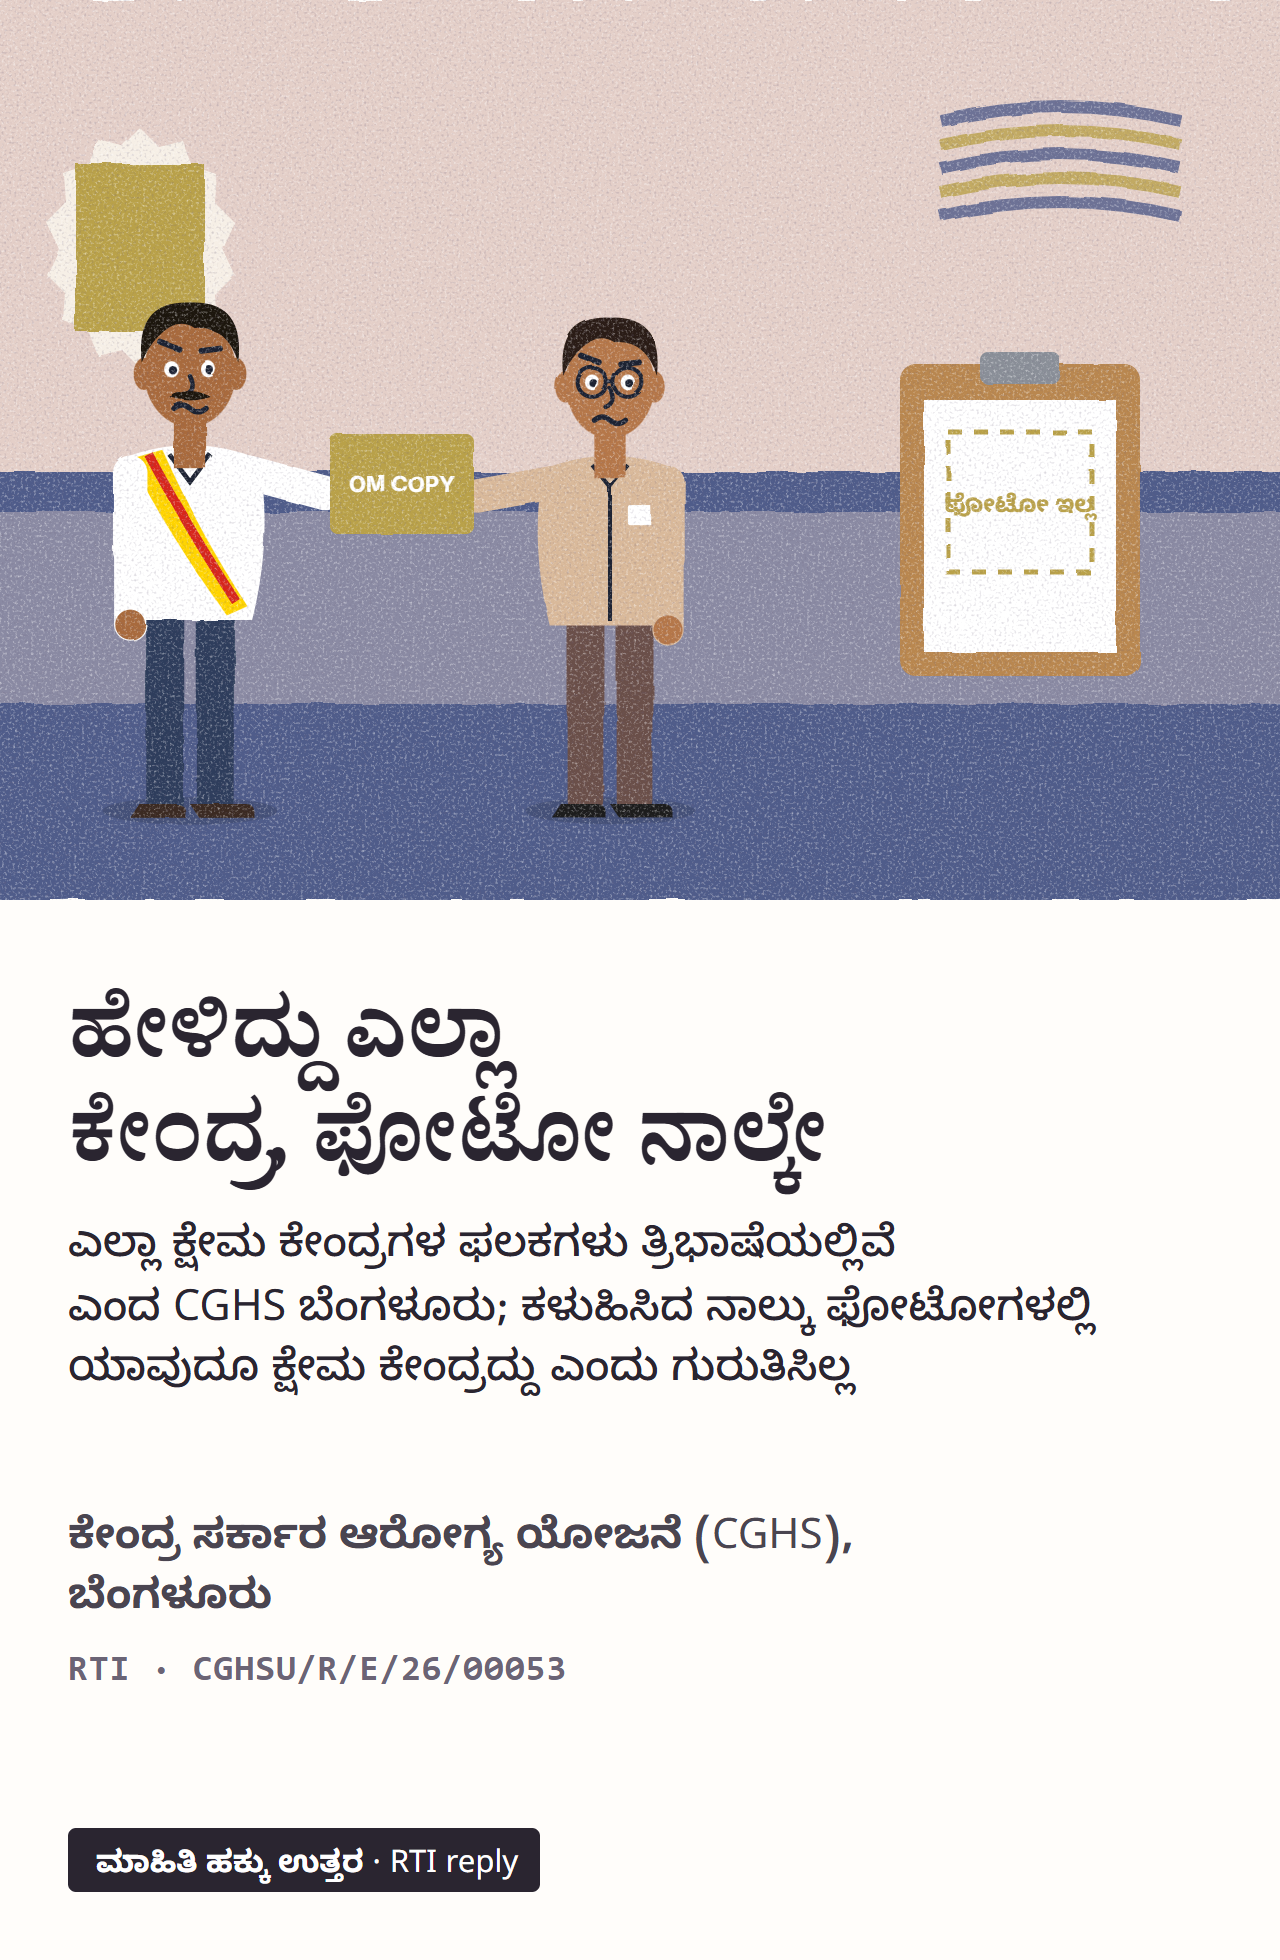 OM COPY
ಫೋಟೋ ಇಲ್ಲ
ಹೇಳಿದ್ದು ಎಲ್ಲಾ
ಕೇಂದ್ರ, ಫೋಟೋ ನಾಲ್ಕೇ
ಎಲ್ಲಾ ಕ್ಷೇಮ ಕೇಂದ್ರಗಳ ಫಲಕಗಳು ತ್ರಿಭಾಷೆಯಲ್ಲಿವೆ
ಎಂದ CGHS ಬೆಂಗಳೂರು; ಕಳುಹಿಸಿದ ನಾಲ್ಕು ಫೋಟೋಗಳಲ್ಲಿ
ಯಾವುದೂ ಕ್ಷೇಮ ಕೇಂದ್ರದ್ದು ಎಂದು ಗುರುತಿಸಿಲ್ಲ
ಕೇಂದ್ರ ಸರ್ಕಾರ ಆರೋಗ್ಯ ಯೋಜನೆ (CGHS),
ಬೆಂಗಳೂರು
RTI · CGHSU/R/E/26/00053
ಮಾಹಿತಿ ಹಕ್ಕು ಉತ್ತರ · RTI reply